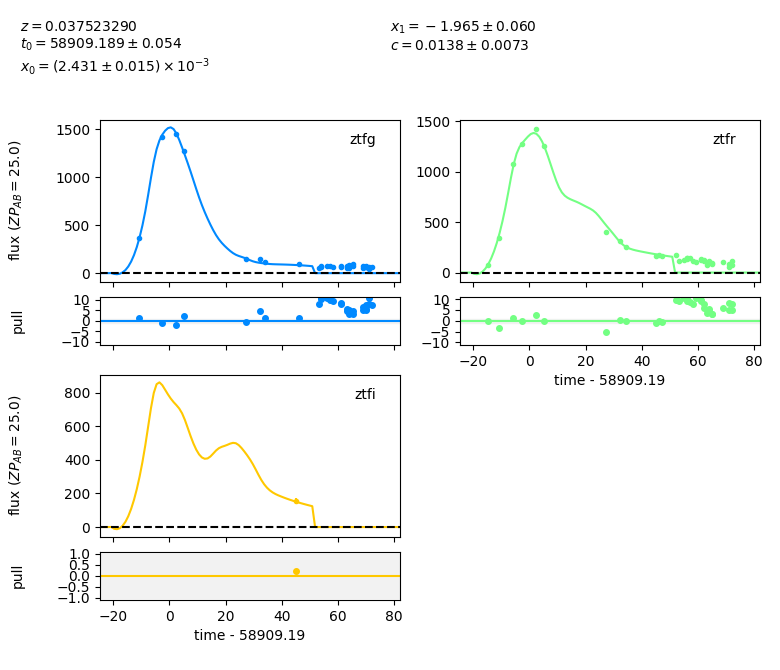 z = 0.037523290
t₀ = 58909.189 ± 0.054
x₀ = (2.431 ± 0.015) × 10⁻³
x₁ = −1.965 ± 0.060
c = 0.0138 ± 0.0073
ztfg
flux (ZP_AB = 25.0)
1500
1000
500
0
pull
10
5
0
−5
−10
ztfr
1500
1000
500
0
10
5
0
−5
−10
−20 0 20 40 60 80
time - 58909.19
ztfi
flux (ZP_AB = 25.0)
800
600
400
200
0
pull
1.0
0.5
0.0
−0.5
−1.0
−20 0 20 40 60 80
time - 58909.19